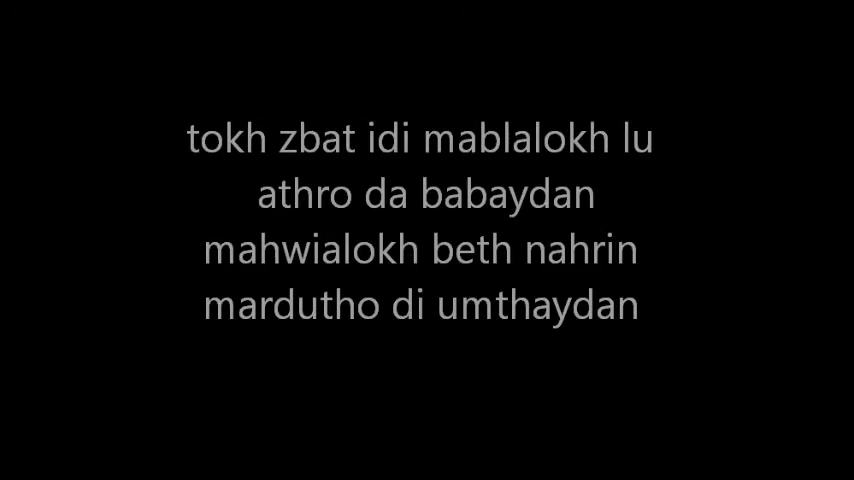 tokh zbat idi mablalokh lu
athro da babaydan
mahwialokh beth nahrin
mardutho di umthaydan